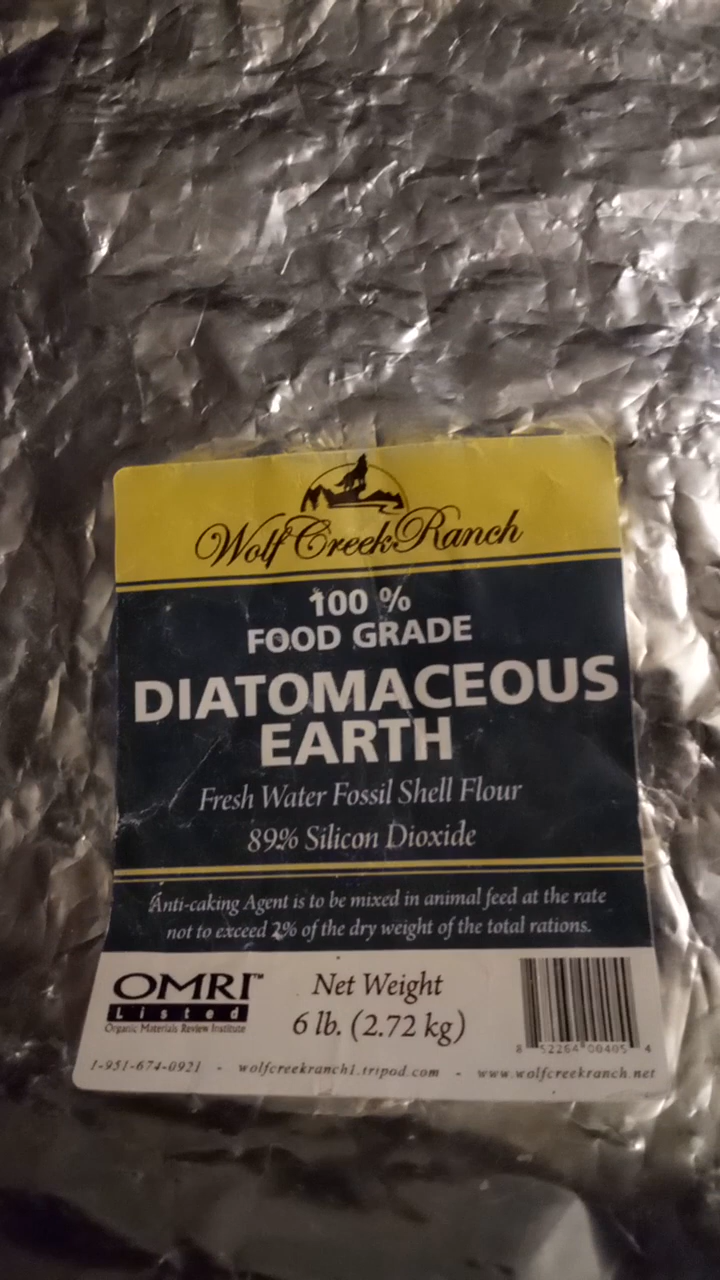 Wolf Creek Ranch
100 %
FOOD GRADE
DIATOMACEOUS
EARTH
Fresh Water Fossil Shell Flour
89% Silicon Dioxide
Anti-caking Agent is to be mixed in animal feed at the rate
not to exceed 2% of the dry weight of the total rations.
OMRI™
Listed
Organic Materials Review Institute
Net Weight
6 lb. (2.72 kg)
8 52264 00405 4
1-951-674-0921 - wolfcreekranch1.tripod.com - www.wolfcreekranch.net